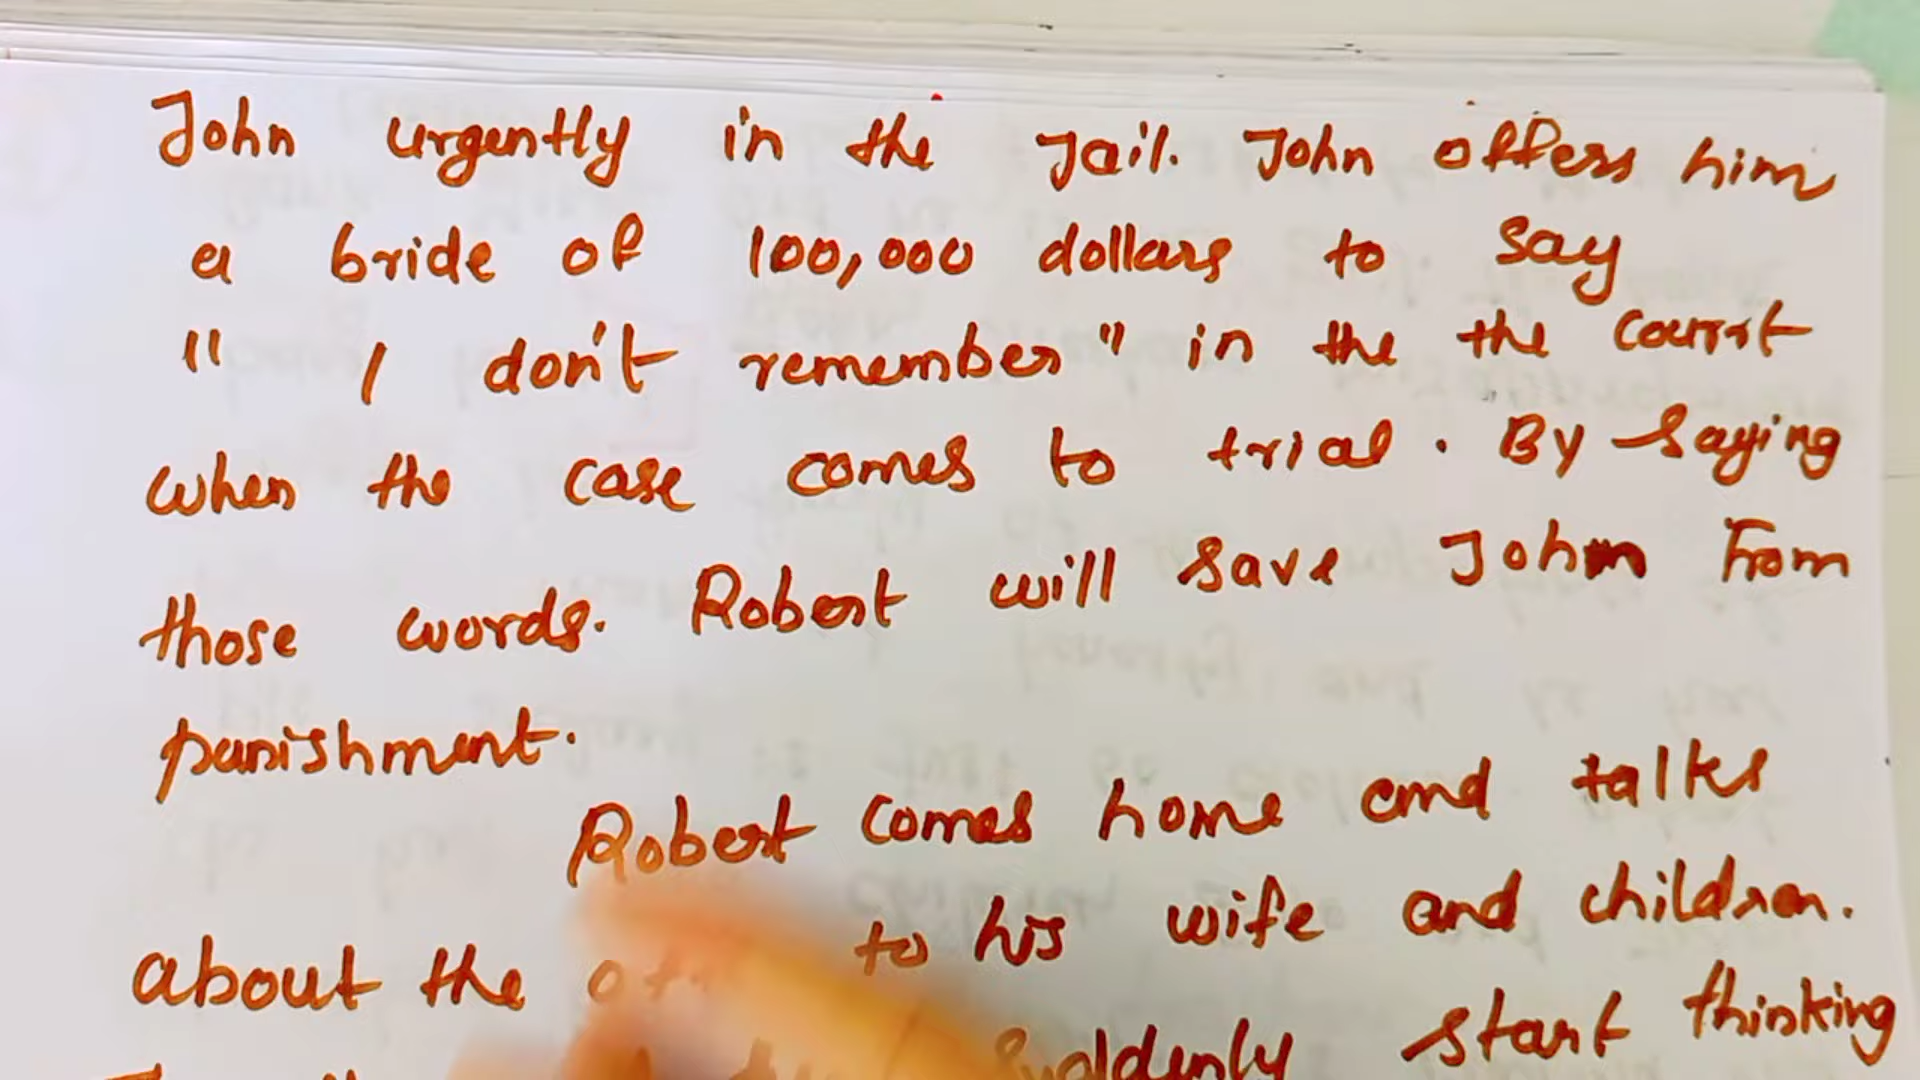 John urgently in the Jail. John offers him
a bride of 100,000 dollars to say
" I don't remember" in the the court
when the case comes to trial. By saying
those words. Robert will save John from
punishment.
Robert comes home and talks
about the to his wife and children.
suddenly start thinking